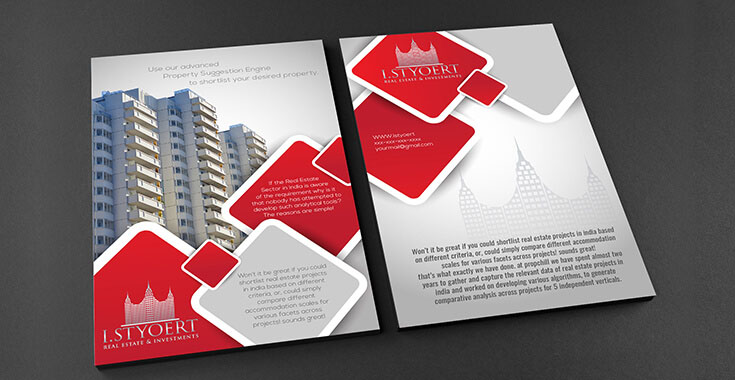 Use our advanced
Property Suggestion Engine
to shortlist your desired property.
If the Real Estate
Sector in India is aware
of the requirement why is it
that nobody has attempted to
develop such analytical tools?
The reasons are simple!
Won't it be great if you could
shortlist real estate projects
in India based on different
criteria, or, could simply
compare different
accommodation scales for
various facets across
projects! sounds great!
I.STYOERT
REAL ESTATE & INVESTMENTS
I.STYOERT
REAL ESTATE & INVESTMENTS
WWW.Istyoert
xxx-xxx-xxx-xxxx
yourmail@gmail.com
Won't it be great if you could shortlist real estate projects in india based
on different criteria, or, could simply compare different accommodation
scales for various facets across projects! sounds great!
that's what exactly we have done. at propchill we have spent almost two
years to gather and capture the relevant data of real estate projects in
india and worked on developing various algorithms, to generate
comparative analysis across projects for 5 independent verticals.